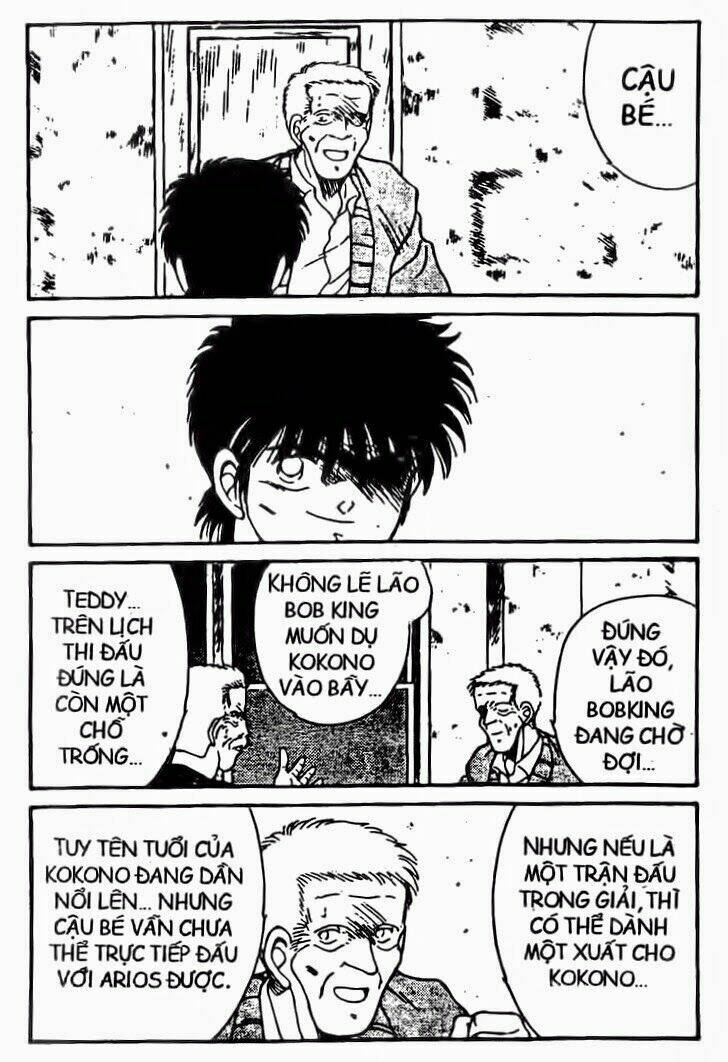 CẬU
BÉ...
TEDDY...
TRÊN LỊCH
THI ĐẤU
ĐÚNG LÀ
CÒN MỘT
CHỖ
TRỐNG...
KHÔNG LẼ LÃO
BOB KING
MUỐN DỤ
KOKONO
VÀO BẪY...
ĐÚNG
VẬY ĐÓ,
LÃO
BOBKING
ĐANG CHỜ
ĐỢI...
TUY TÊN TUỔI CỦA
KOKONO ĐANG DẦN
NỔI LÊN... NHƯNG
CẬU BÉ VẪN CHƯA
THỂ TRỰC TIẾP ĐẤU
VỚI ARIOS ĐƯỢC.
NHƯNG NẾU LÀ
MỘT TRẬN ĐẤU
TRONG GIẢI, THÌ
CÓ THỂ DÀNH
MỘT XUẤT CHO
KOKONO...